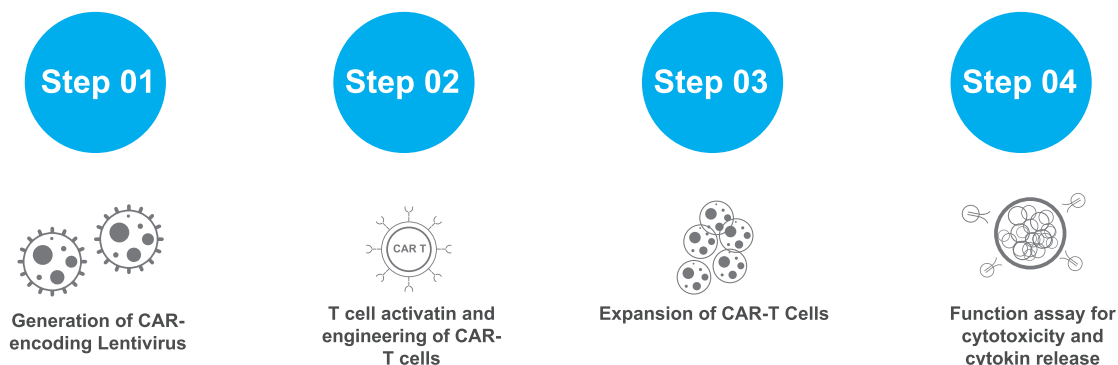 Step 01
Step 02
Step 03
Step 04
CAR T
Generation of CAR-
encoding Lentivirus
T cell activatin and
engineering of CAR-
T cells
Expansion of CAR-T Cells
Function assay for
cytotoxicity and
cytokin release